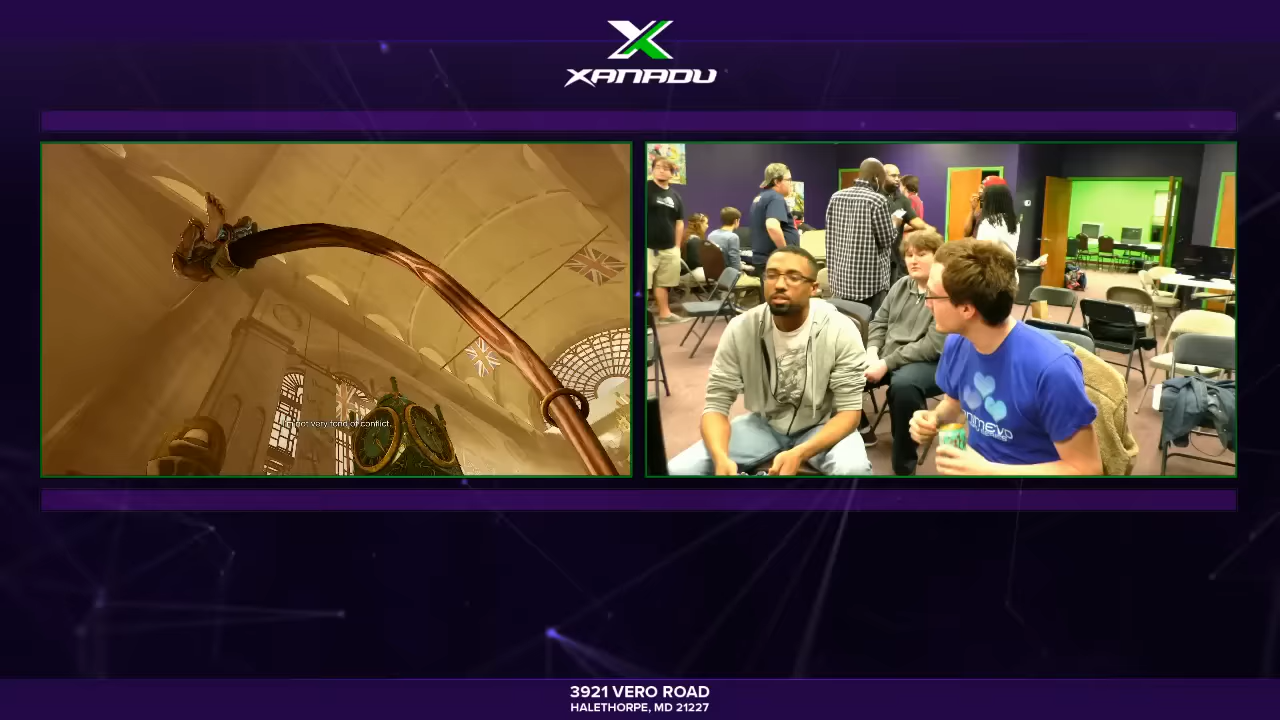 XANADU
I'm not very fond of conflict.
3921 VERO ROAD
HALETHORPE, MD 21227